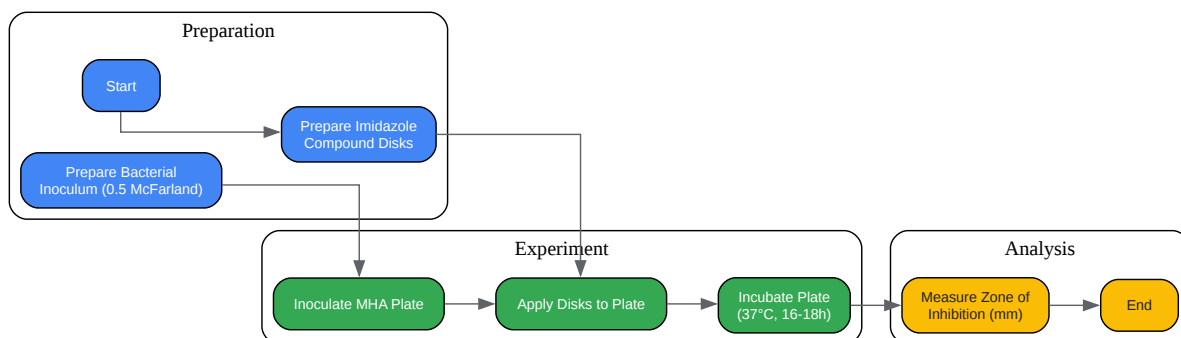 Preparation
Start
Prepare Imidazole
Compound Disks
Prepare Bacterial
Inoculum (0.5 McFarland)
Experiment
Inoculate MHA Plate
Apply Disks to Plate
Incubate Plate
(37°C, 16-18h)
Analysis
Measure Zone of
Inhibition (mm)
End